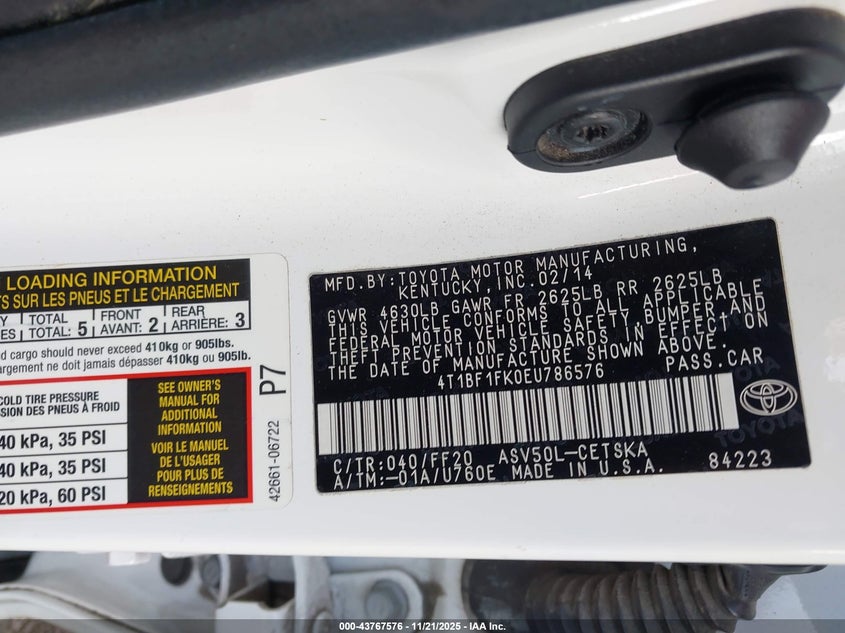 LOADING INFORMATION
TS SUR LES PNEUS ET LE CHARGEMENT
TOTAL FRONT REAR
TOTAL: 5 AVANT: 2 ARRIÈRE: 3
cargo should never exceed 410kg or 905lbs.
ne doit jamais dépasser 410kg ou 905lb.
COLD TIRE PRESSURE
DES PNEUS À FROID
40 kPa, 35 PSI
40 kPa, 35 PSI
20 kPa, 60 PSI
SEE OWNER'S
MANUAL FOR
ADDITIONAL
INFORMATION
VOIR LE MANUEL
DE L'USAGER
POUR PLUS DE
RENSEIGNEMENTS
P7
42661-06722
MFD.BY:TOYOTA MOTOR MANUFACTURING,
KENTUCKY,INC.02/14
GVWR 4630LB GAWR FR 2625LB RR 2625LB
THIS VEHICLE CONFORMS TO ALL APPLICABLE
FEDERAL MOTOR VEHICLE SAFETY,BUMPER,AND
THEFT PREVENTION STANDARDS IN EFFECT ON
THE DATE OF MANUFACTURE SHOWN ABOVE.
4T1BF1FK0EU786576 PASS.CAR
C/TR:040/FF20 ASV50L-CETSKA
A/TM:-01A/U760E MADE IN U.S.A. 84223
000-43767576 - 11/21/2025 - IAA Inc.